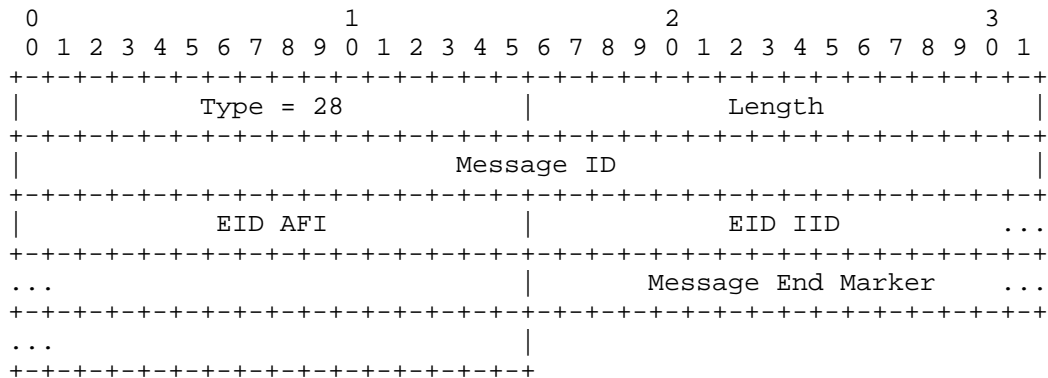 0                   1                   2                   3
 0 1 2 3 4 5 6 7 8 9 0 1 2 3 4 5 6 7 8 9 0 1 2 3 4 5 6 7 8 9 0 1
+-+-+-+-+-+-+-+-+-+-+-+-+-+-+-+-+-+-+-+-+-+-+-+-+-+-+-+-+-+-+-+-+
|           Type = 28           |            Length             |
+-+-+-+-+-+-+-+-+-+-+-+-+-+-+-+-+-+-+-+-+-+-+-+-+-+-+-+-+-+-+-+-+
|                           Message ID                          |
+-+-+-+-+-+-+-+-+-+-+-+-+-+-+-+-+-+-+-+-+-+-+-+-+-+-+-+-+-+-+-+-+
|            EID AFI            |            EID IID          ...
+-+-+-+-+-+-+-+-+-+-+-+-+-+-+-+-+-+-+-+-+-+-+-+-+-+-+-+-+-+-+-+-+
...                             |       Message End Marker    ...
+-+-+-+-+-+-+-+-+-+-+-+-+-+-+-+-+-+-+-+-+-+-+-+-+-+-+-+-+-+-+-+-+
...                             |
+-+-+-+-+-+-+-+-+-+-+-+-+-+-+-+-+